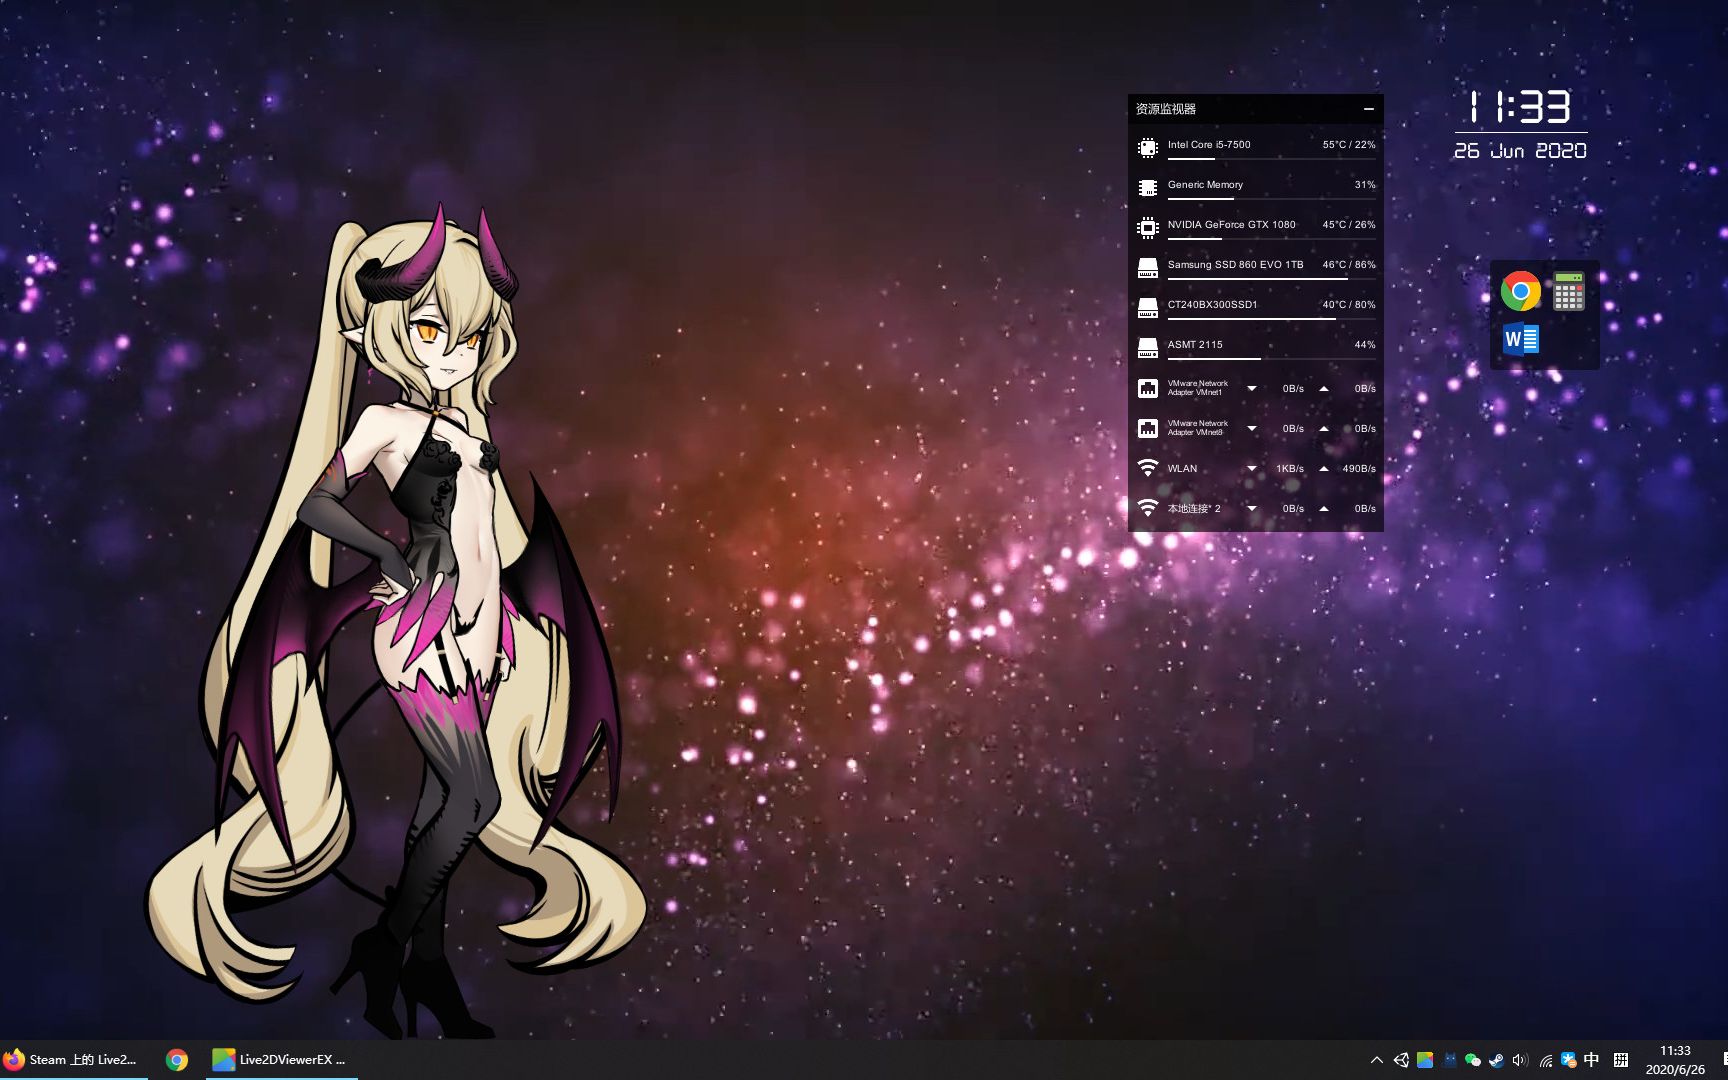 资源监视器
Intel Core i5-7500 55°C / 22%
Generic Memory 31%
NVIDIA GeForce GTX 1080 45°C / 26%
Samsung SSD 860 EVO 1TB 46°C / 86%
CT240BX300SSD1 40°C / 80%
ASMT 2115 44%
VMware Network
Adapter VMnet1 0B/s 0B/s
VMware Network
Adapter VMnet8 0B/s 0B/s
WLAN 1KB/s 490B/s
本地连接* 2 0B/s 0B/s
11:33
26 Jun 2020
W
Steam 上的 Live2...
Live2DViewerEX ...
中
拼
11:33
2020/6/26